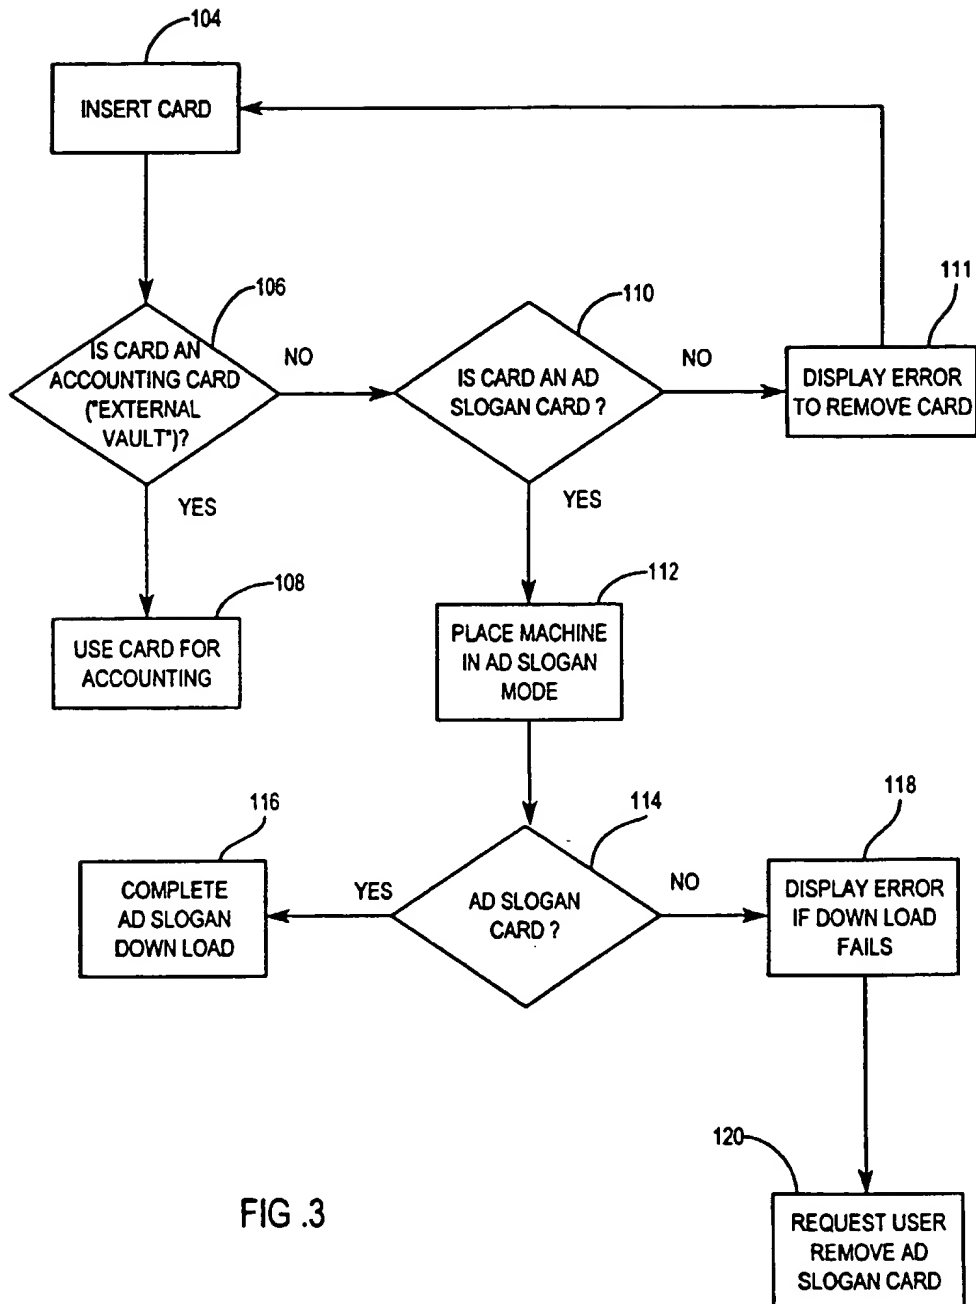 104
INSERT CARD
106
IS CARD AN
ACCOUNTING CARD
("EXTERNAL
VAULT")?
NO
YES
108
USE CARD FOR
ACCOUNTING
110
IS CARD AN AD
SLOGAN CARD ?
NO
YES
111
DISPLAY ERROR
TO REMOVE CARD
112
PLACE MACHINE
IN AD SLOGAN
MODE
114
AD SLOGAN
CARD ?
YES
NO
116
COMPLETE
AD SLOGAN
DOWN LOAD
118
DISPLAY ERROR
IF DOWN LOAD
FAILS
120
REQUEST USER
REMOVE AD
SLOGAN CARD
FIG .3